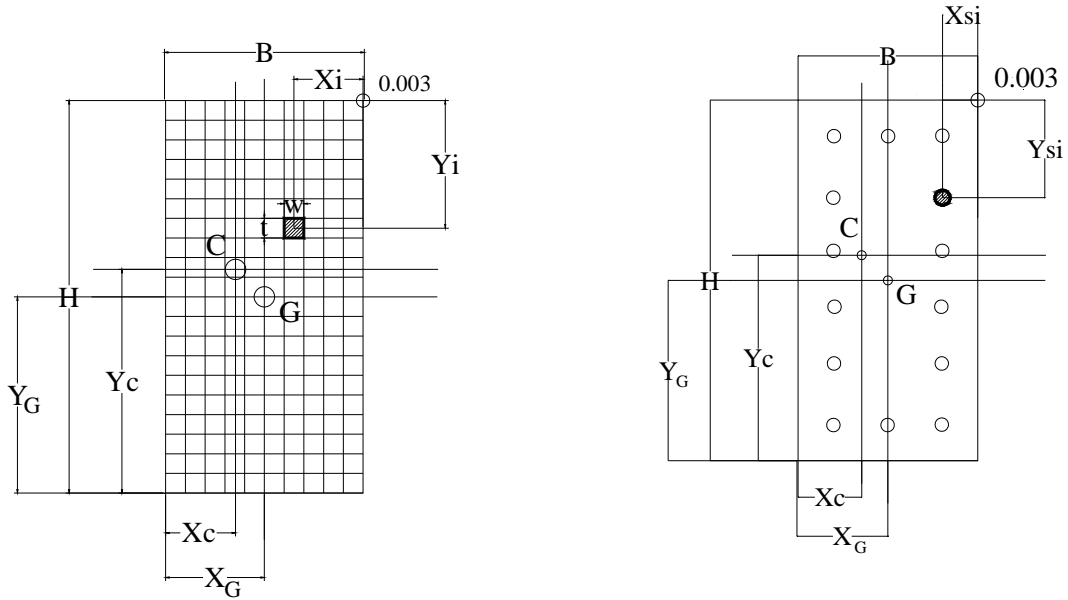 B
Xi
0.003
Yi
w
t
C
H
G
Yc
Y_G
Xc
X_G
Xsi
B
0.003
Ysi
C
H
G
Yc
Y_G
Xc
X_G